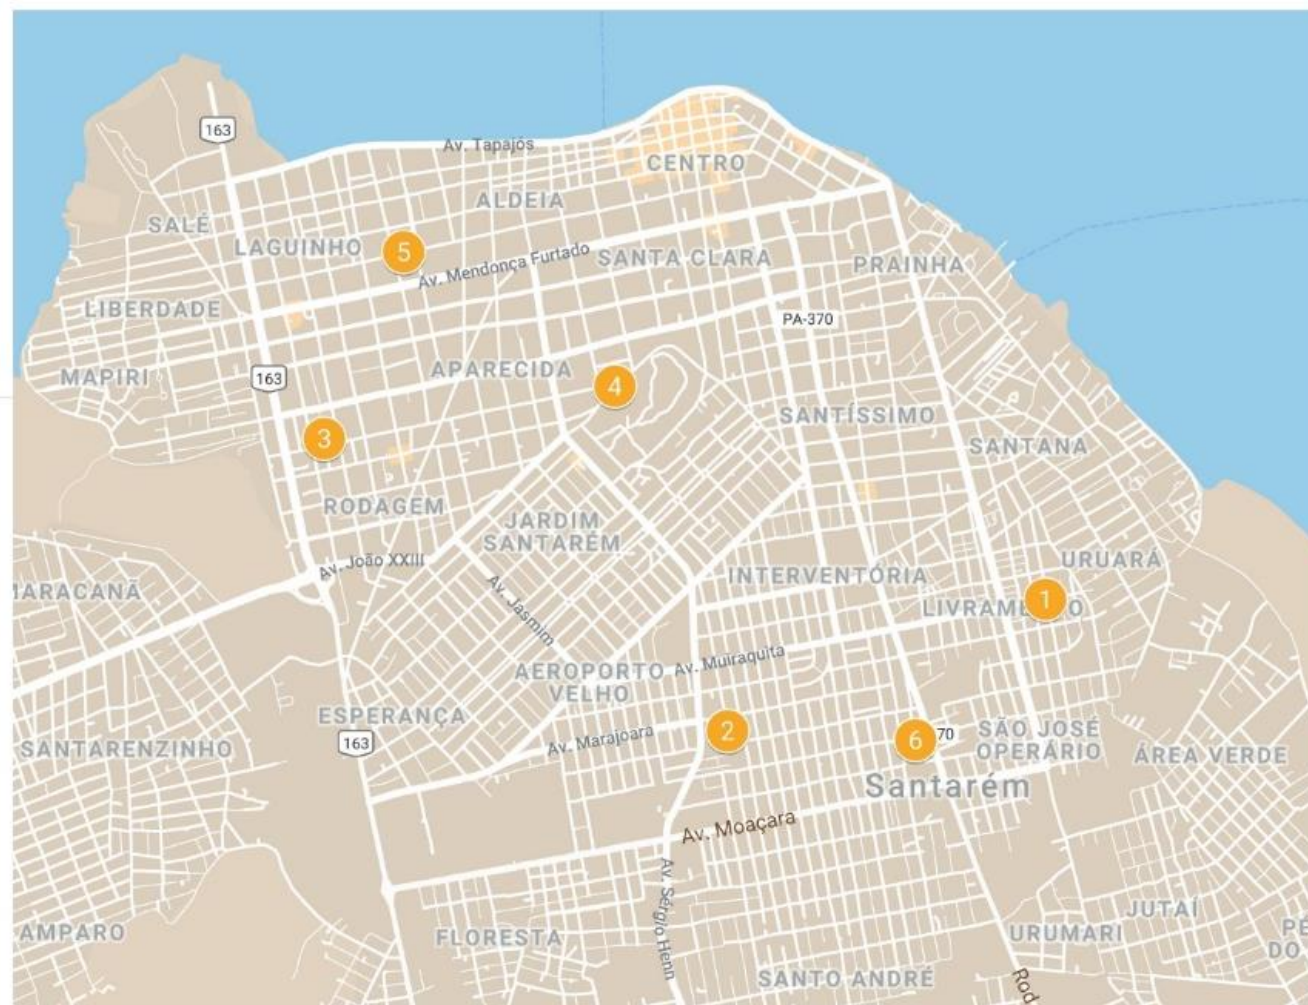 163
Av. Tapajós
CENTRO
ALDEIA
SALÉ
LAGUINHO
5
Av. Mendonça Furtado
SANTA CLARA
PRAINHA
LIBERDADE
PA-370
MAPIRI
163
APARECIDA
4
SANTÍSSIMO
3
SANTANA
RODAGEM
JARDIM
SANTARÉM
Av. João XXIII
URUARÁ
INTERVENTÓRIA
ARACANÃ
Av. Jasmim
1
Av. Muiraquita
AEROPORTO
VELHO
ESPERANÇA
2
6
70
SÃO JOSÉ
OPERÁRIO
163
Av. Marajoara
SANTARENZINHO
ÁREA VERDE
Santarém
Av. Moaçara
Av. Sérgio Henn
JUTAÍ
AMPARO
FLORESTA
URUMARI
PE
DO
SANTO ANDRÉ
Rod